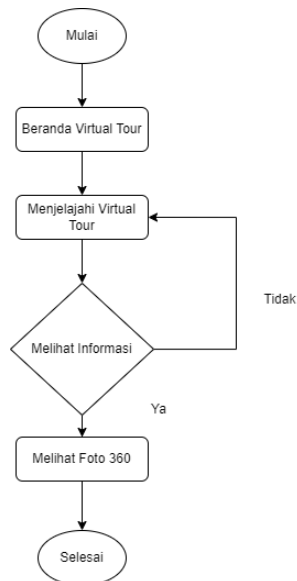 Mulai
Beranda Virtual Tour
Menjelajahi Virtual
Tour
Melihat Informasi
Tidak
Ya
Melihat Foto 360
Selesai